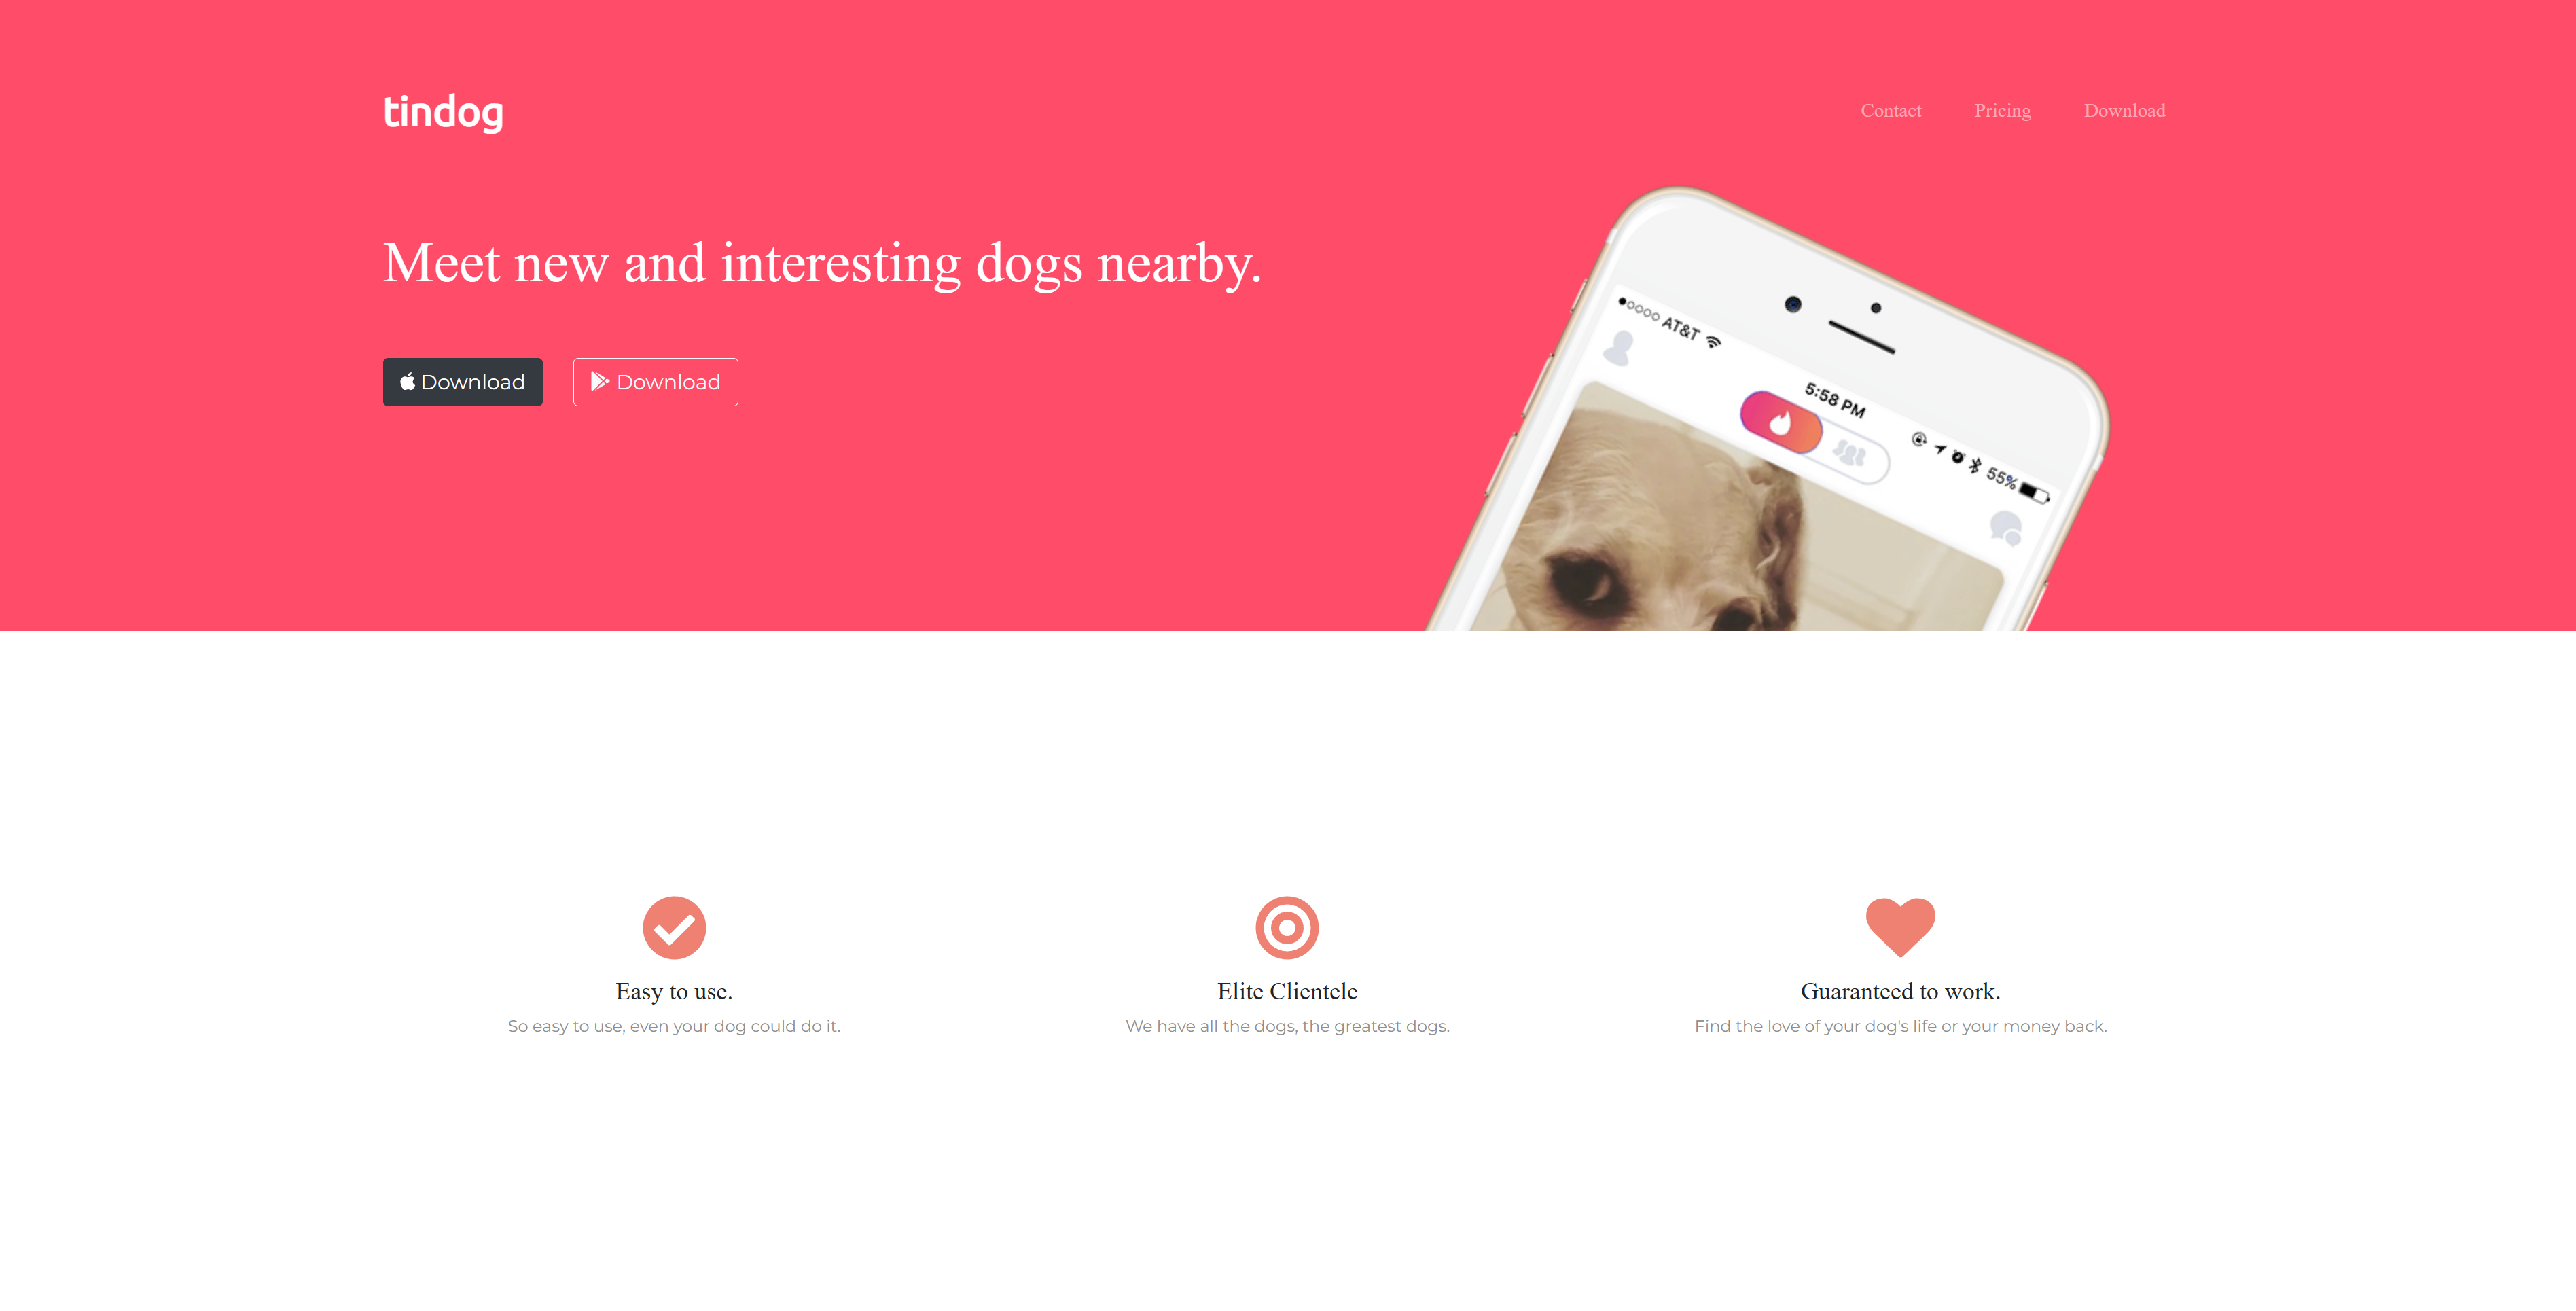 tindog
Contact Pricing Download
Meet new and interesting dogs nearby.
Download Download
AT&T
5:58 PM
55%
Easy to use.
So easy to use, even your dog could do it.
Elite Clientele
We have all the dogs, the greatest dogs.
Guaranteed to work.
Find the love of your dog's life or your money back.